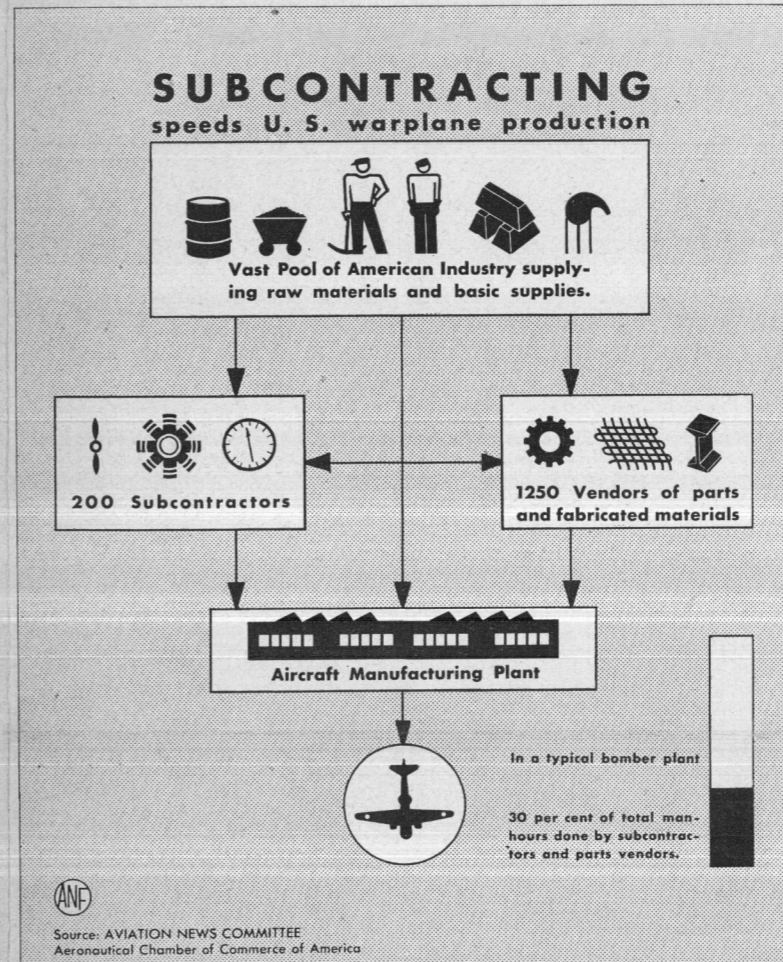 SUBCONTRACTING
speeds U. S. warplane production
Vast Pool of American Industry supply-
ing raw materials and basic supplies.
200 Subcontractors
1250 Vendors of parts
and fabricated materials
Aircraft Manufacturing Plant
In a typical bomber plant
30 per cent of total man-
hours done by subcontrac-
tors and parts vendors.
ANF
Source: AVIATION NEWS COMMITTEE
Aeronautical Chamber of Commerce of America